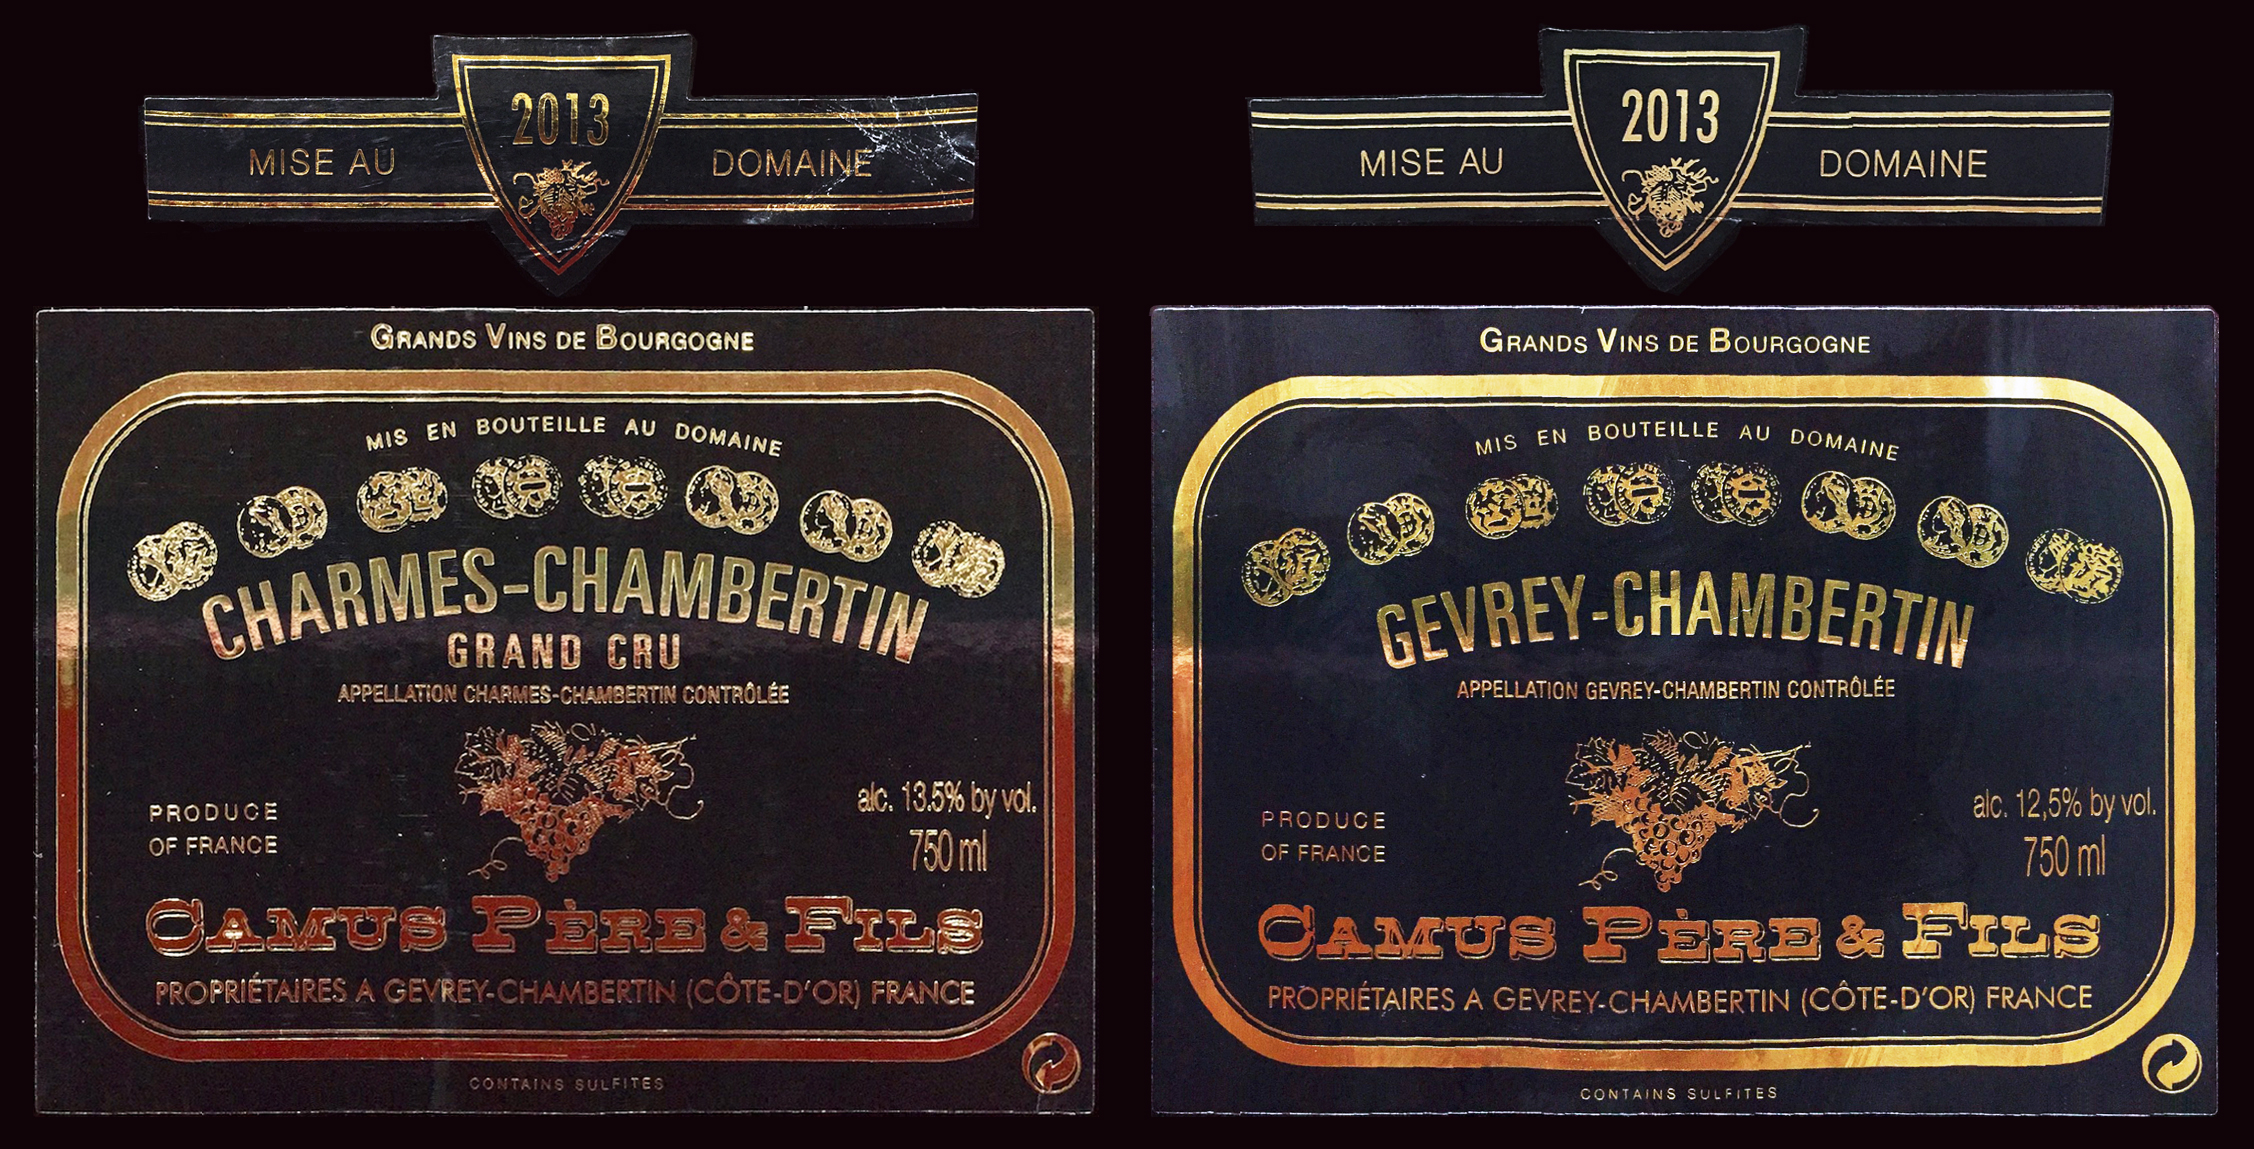 2013
MISE AU DOMAINE
GRANDS VINS DE BOURGOGNE
MIS EN BOUTEILLE AU DOMAINE
CHARMES-CHAMBERTIN
GRAND CRU
APPELLATION CHARMES-CHAMBERTIN CONTRÔLÉE
PRODUCE
OF FRANCE
alc. 13.5% by vol.
750 ml
CAMUS PÈRE & FILS
PROPRIÉTAIRES A GEVREY-CHAMBERTIN (CÔTE-D'OR) FRANCE
CONTAINS SULFITES
2013
MISE AU DOMAINE
GRANDS VINS DE BOURGOGNE
MIS EN BOUTEILLE AU DOMAINE
GEVREY-CHAMBERTIN
APPELLATION GEVREY-CHAMBERTIN CONTRÔLÉE
PRODUCE
OF FRANCE
alc. 12,5% by vol.
750 ml
CAMUS PÈRE & FILS
PROPRIÉTAIRES A GEVREY-CHAMBERTIN (CÔTE-D'OR) FRANCE
CONTAINS SULFITES